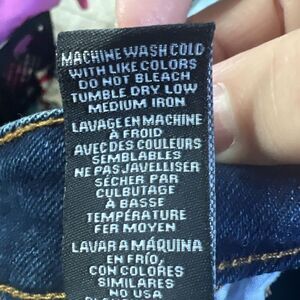 MACHINE WASH COLD
WITH LIKE COLORS
DO NOT BLEACH
TUMBLE DRY LOW
MEDIUM IRON
LAVAGE EN MACHINE
À FROID
AVEC DES COULEURS
SEMBLABLES
NE PAS JAVELLISER
SÉCHER PAR
CULBUTAGE
À BASSE
TEMPÉRATURE
FER MOYEN
LAVAR A MÁQUINA
EN FRÍO,
CON COLORES
SIMILARES
NO USA